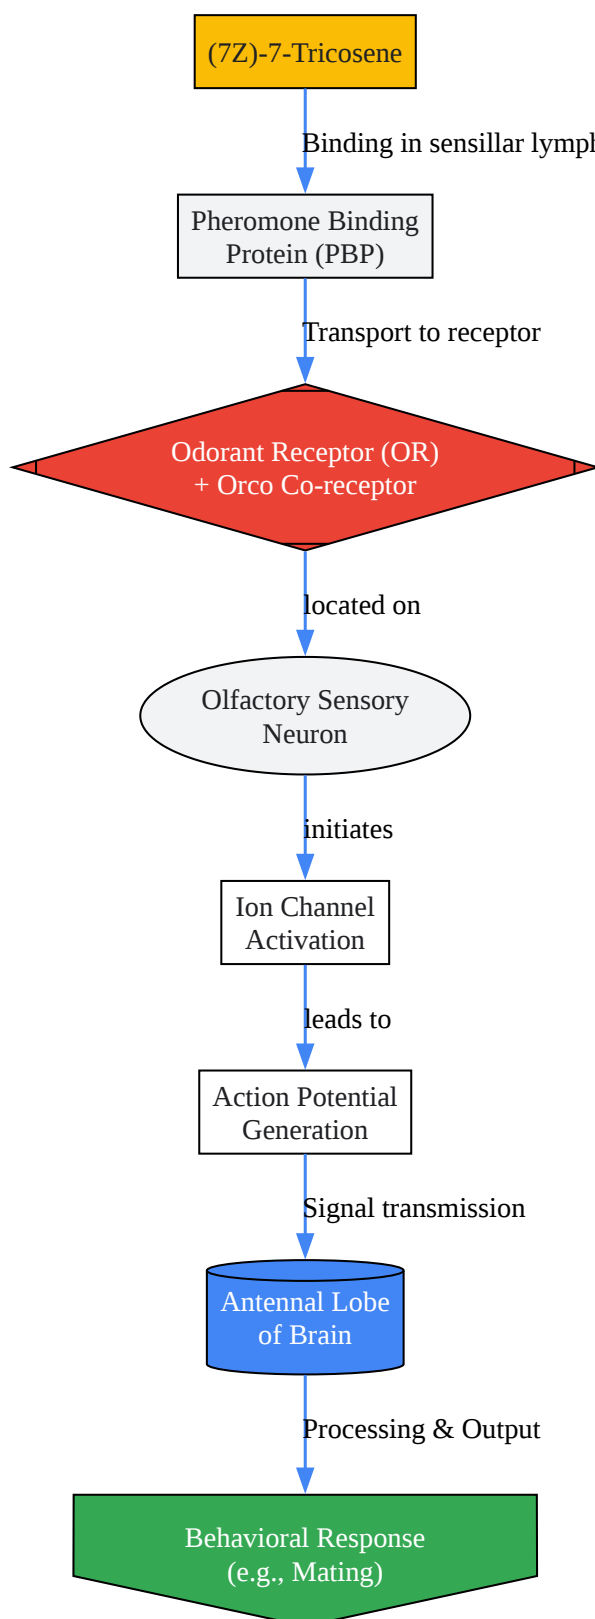 (7Z)-7-Tricosene
Binding in sensillar lymph
Pheromone Binding
Protein (PBP)
Transport to receptor
Odorant Receptor (OR)
+ Orco Co-receptor
located on
Olfactory Sensory
Neuron
initiates
Ion Channel
Activation
leads to
Action Potential
Generation
Signal transmission
Antennal Lobe
of Brain
Processing & Output
Behavioral Response
(e.g., Mating)